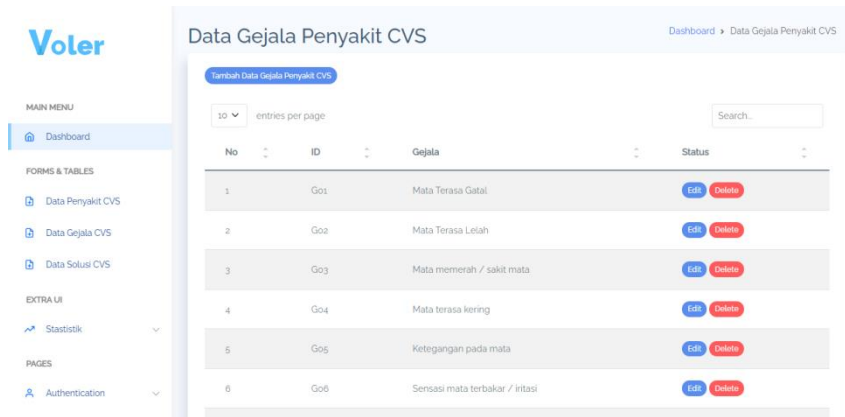 Voler
MAIN MENU
Dashboard
FORMS & TABLES
Data Penyakit CVS
Data Gejala CVS
Data Solusi CVS
EXTRA UI
Stastistik
PAGES
Authentication
Data Gejala Penyakit CVS
Dashboard › Data Gejala Penyakit CVS
Tambah Data Gejala Penyakit CVS
10 entries per page
Search...
No ID Gejala Status
1 G01 Mata Terasa Gatal Edit Delete
2 G02 Mata Terasa Lelah Edit Delete
3 G03 Mata memerah / sakit mata Edit Delete
4 G04 Mata terasa kering Edit Delete
5 G05 Ketegangan pada mata Edit Delete
6 G06 Sensasi mata terbakar / iritasi Edit Delete